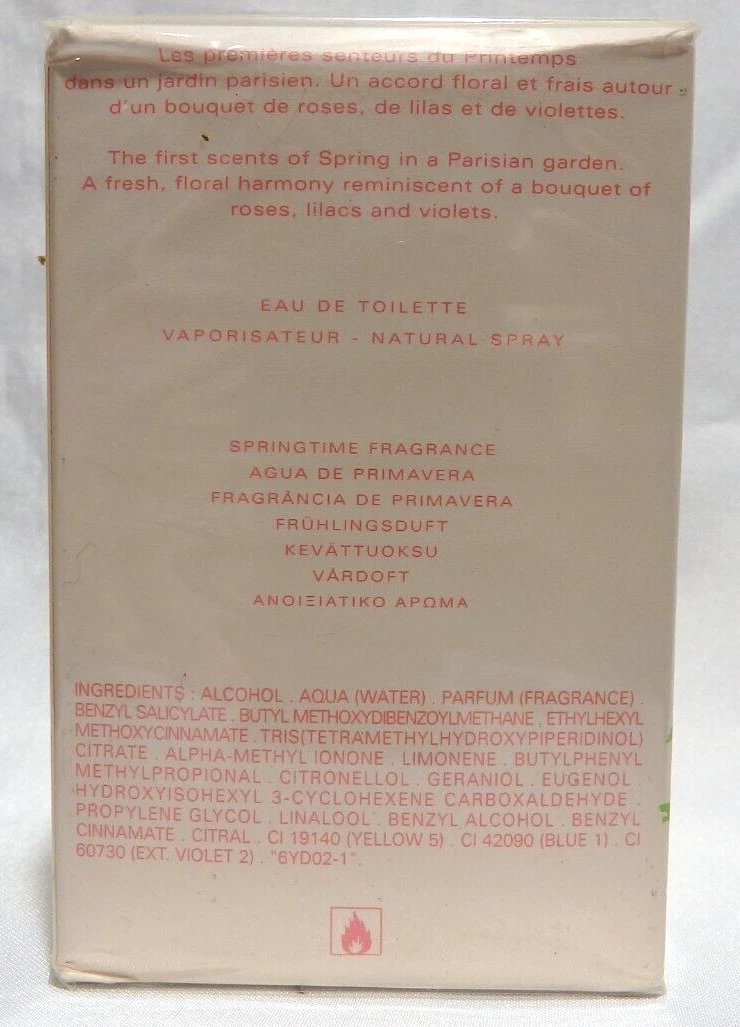 Les premières senteurs du Printemps
dans un jardin parisien. Un accord floral et frais autour
d'un bouquet de roses, de lilas et de violettes.
The first scents of Spring in a Parisian garden.
A fresh, floral harmony reminiscent of a bouquet of
roses, lilacs and violets.
EAU DE TOILETTE
VAPORISATEUR - NATURAL SPRAY
SPRINGTIME FRAGRANCE
AGUA DE PRIMAVERA
FRAGRÂNCIA DE PRIMAVERA
FRÜHLINGSDUFT
KEVÄTTUOKSU
VÅRDOFT
ΑΝΟΙΞΙΑΤΙΚΟ ΑΡΩΜΑ
INGREDIENTS : ALCOHOL . AQUA (WATER) . PARFUM (FRAGRANCE) .
BENZYL SALICYLATE . BUTYL METHOXYDIBENZOYLMETHANE . ETHYLHEXYL
METHOXYCINNAMATE . TRIS(TETRAMETHYLHYDROXYPIPERIDINOL)
CITRATE . ALPHA-METHYL IONONE . LIMONENE . BUTYLPHENYL
METHYLPROPIONAL . CITRONELLOL . GERANIOL . EUGENOL .
HYDROXYISOHEXYL 3-CYCLOHEXENE CARBOXALDEHYDE .
PROPYLENE GLYCOL . LINALOOL . BENZYL ALCOHOL . BENZYL
CINNAMATE . CITRAL . CI 19140 (YELLOW 5) . CI 42090 (BLUE 1) . CI
60730 (EXT. VIOLET 2) . "6YD02-1".